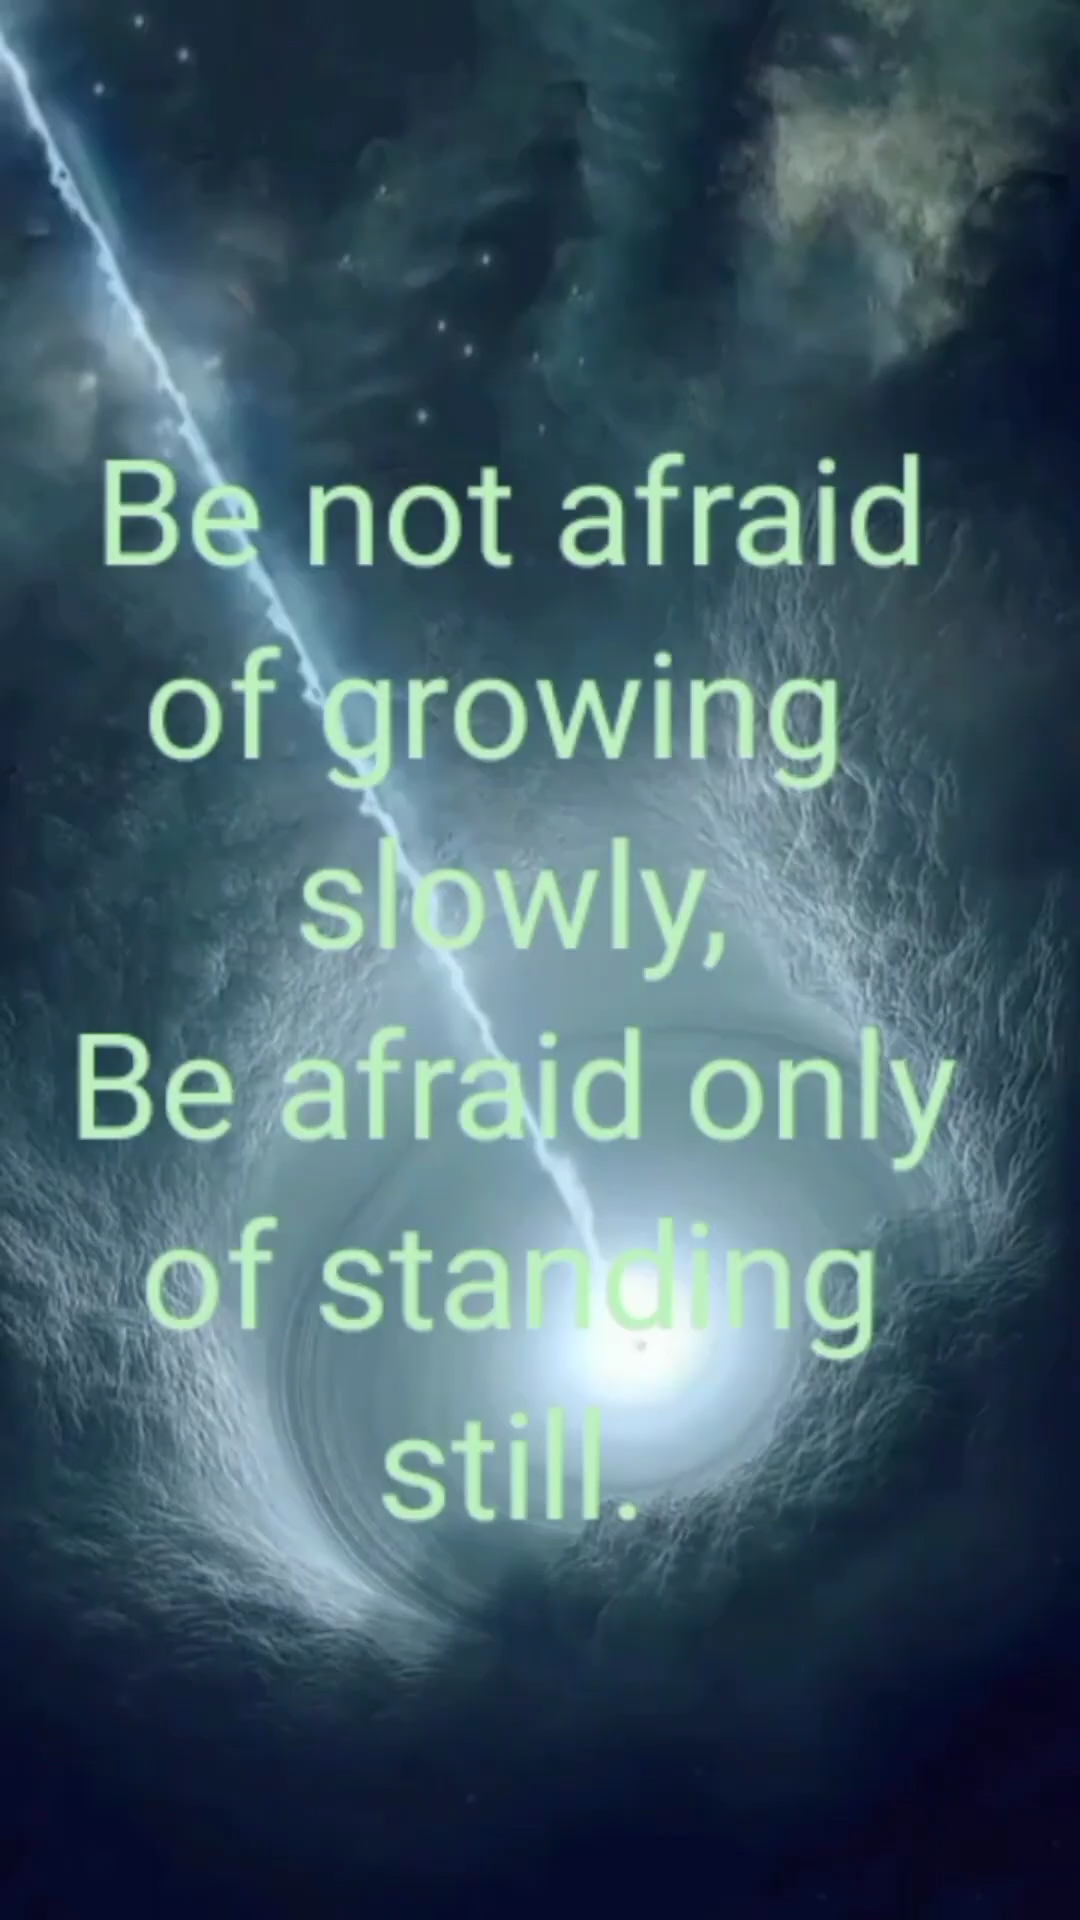 Be not afraid
of growing
slowly,
Be afraid only
of standing
still.